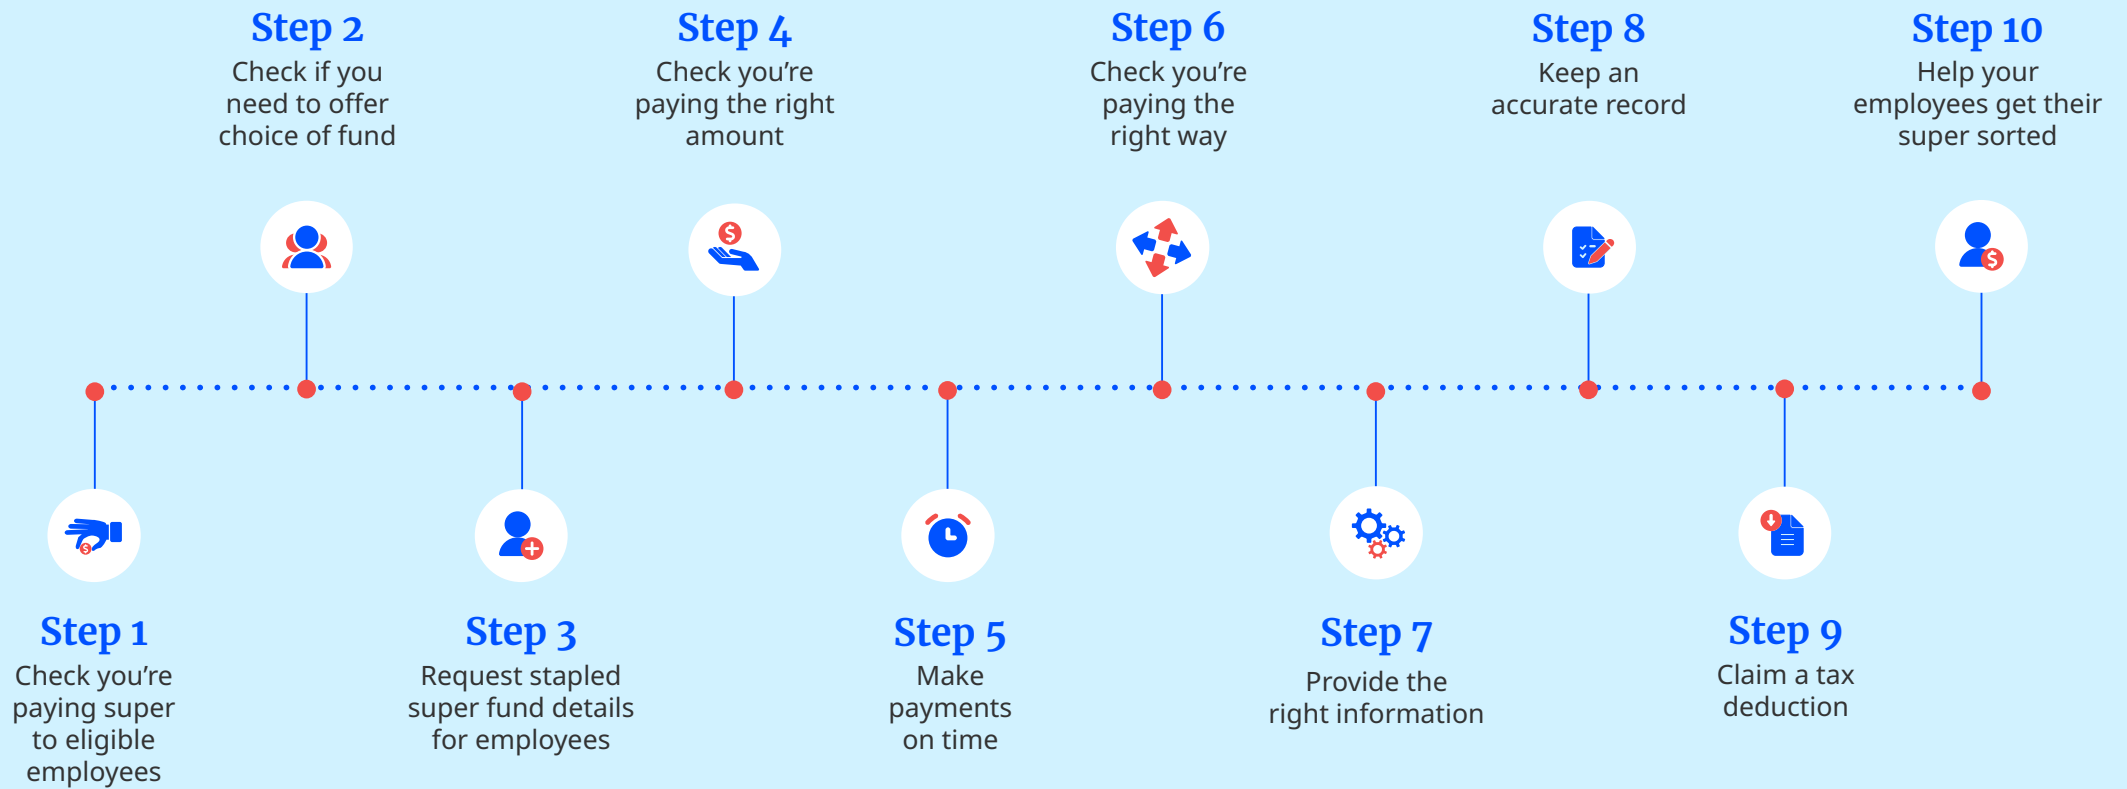 Step 1
Check you’re
paying super
to eligible
employees
Step 2
Check if you
need to offer
choice of fund
Step 3
Request stapled
super fund details
for employees
Step 4
Check you’re
paying the right
amount
Step 5
Make
payments
on time
Step 6
Check you’re
paying the
right way
Step 7
Provide the
right information
Step 8
Keep an
accurate record
Step 9
Claim a tax
deduction
Step 10
Help your
employees get their
super sorted